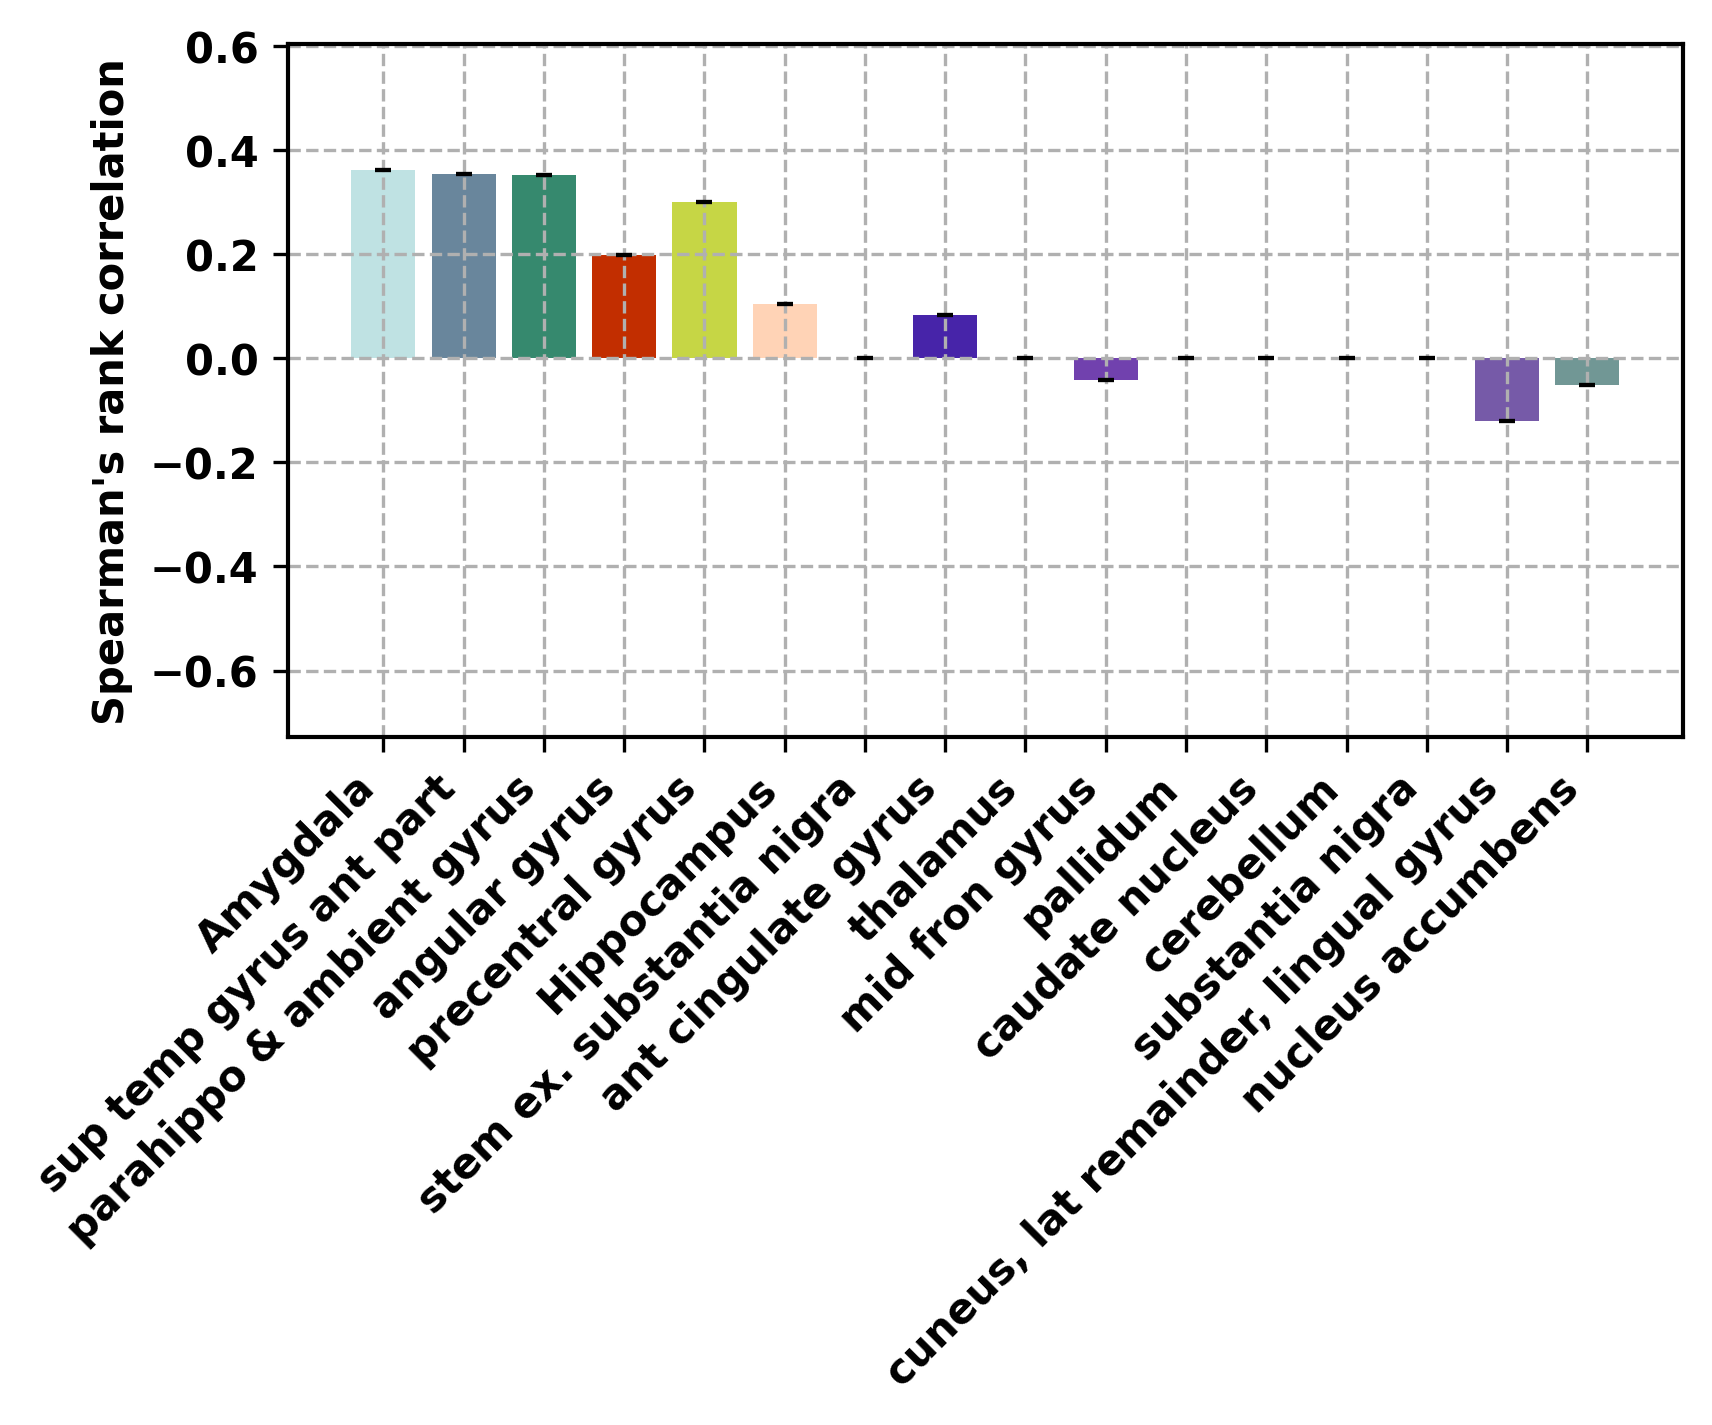 Spearman's rank correlation
0.6
0.4
0.2
0.0
−0.2
−0.4
−0.6
Amygdala
sup temp gyrus ant part
parahippo & ambient gyrus
angular gyrus
precentral gyrus
Hippocampus
stem ex. substantia nigra
ant cingulate gyrus
thalamus
mid fron gyrus
pallidum
caudate nucleus
cerebellum
substantia nigra
cuneus, lat remainder, lingual gyrus
nucleus accumbens